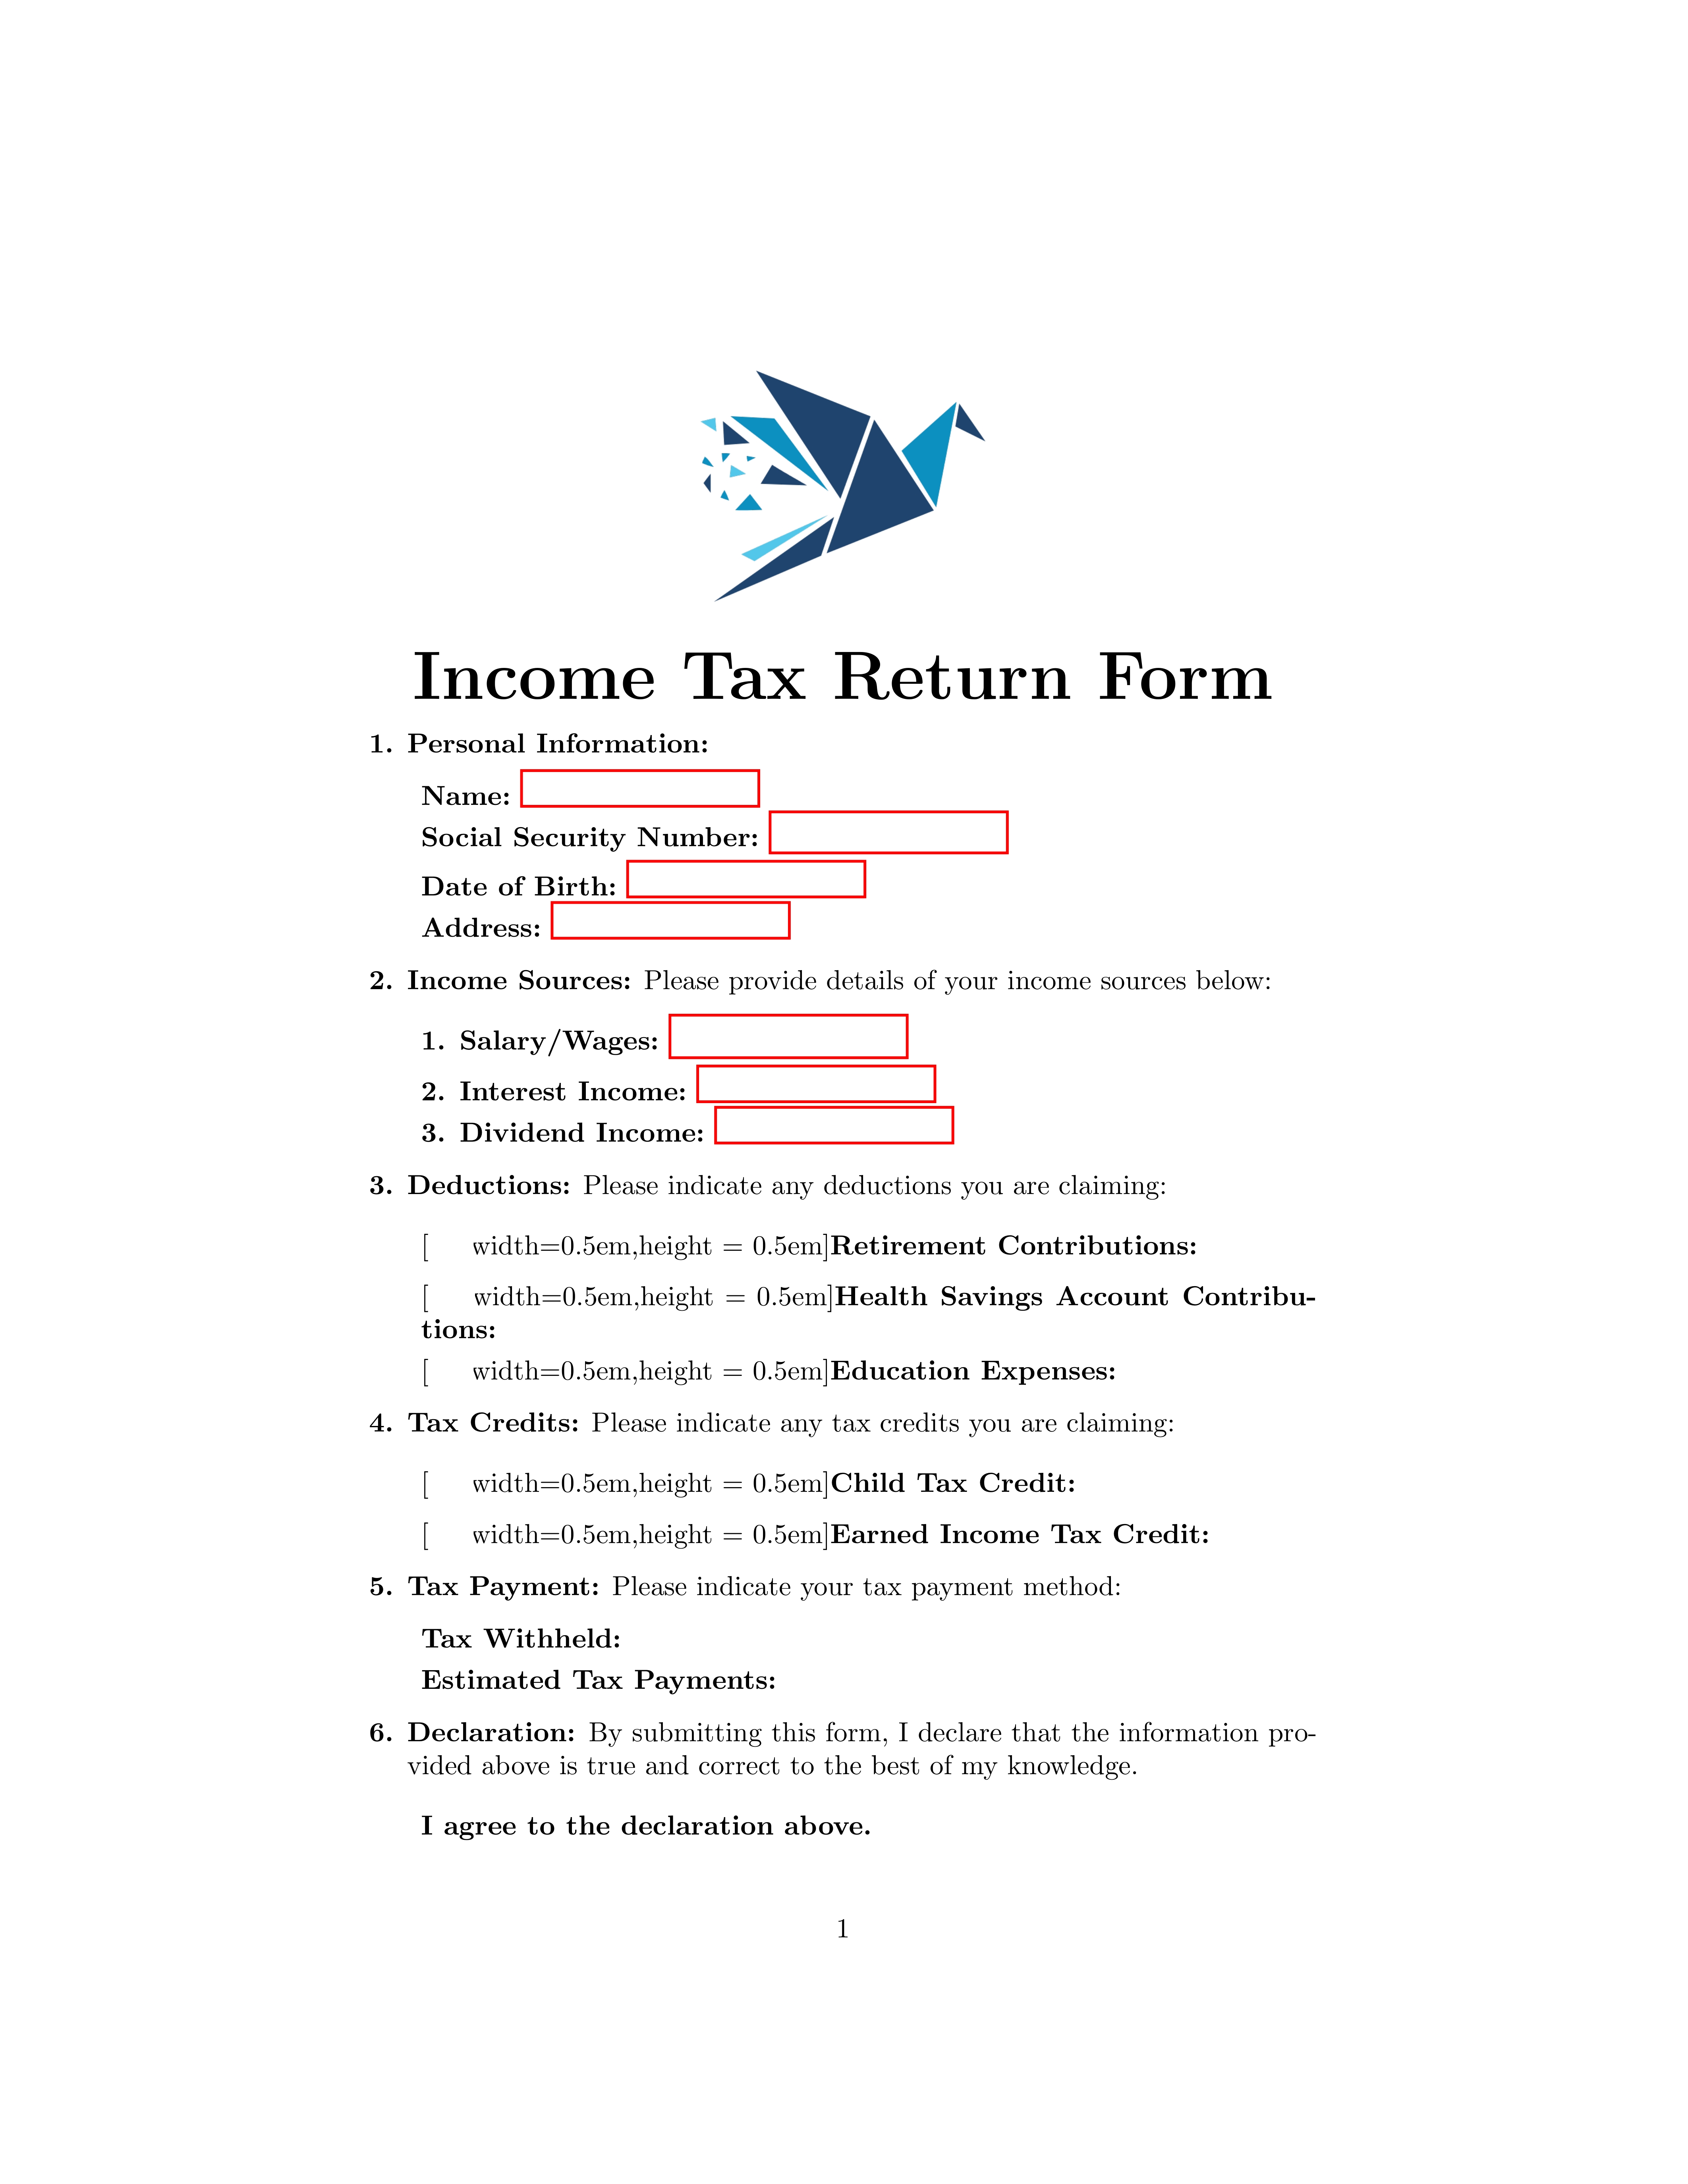 Income Tax Return Form
1. Personal Information:
Name:
Social Security Number:
Date of Birth:
Address:
2. Income Sources: Please provide details of your income sources below:
1. Salary/Wages:
2. Interest Income:
3. Dividend Income:
3. Deductions: Please indicate any deductions you are claiming:
[ width=0.5em,height = 0.5em]Retirement Contributions:
[ width=0.5em,height = 0.5em]Health Savings Account Contribu-
tions:
[ width=0.5em,height = 0.5em]Education Expenses:
4. Tax Credits: Please indicate any tax credits you are claiming:
[ width=0.5em,height = 0.5em]Child Tax Credit:
[ width=0.5em,height = 0.5em]Earned Income Tax Credit:
5. Tax Payment: Please indicate your tax payment method:
Tax Withheld:
Estimated Tax Payments:
6. Declaration: By submitting this form, I declare that the information pro-
vided above is true and correct to the best of my knowledge.
I agree to the declaration above.
1